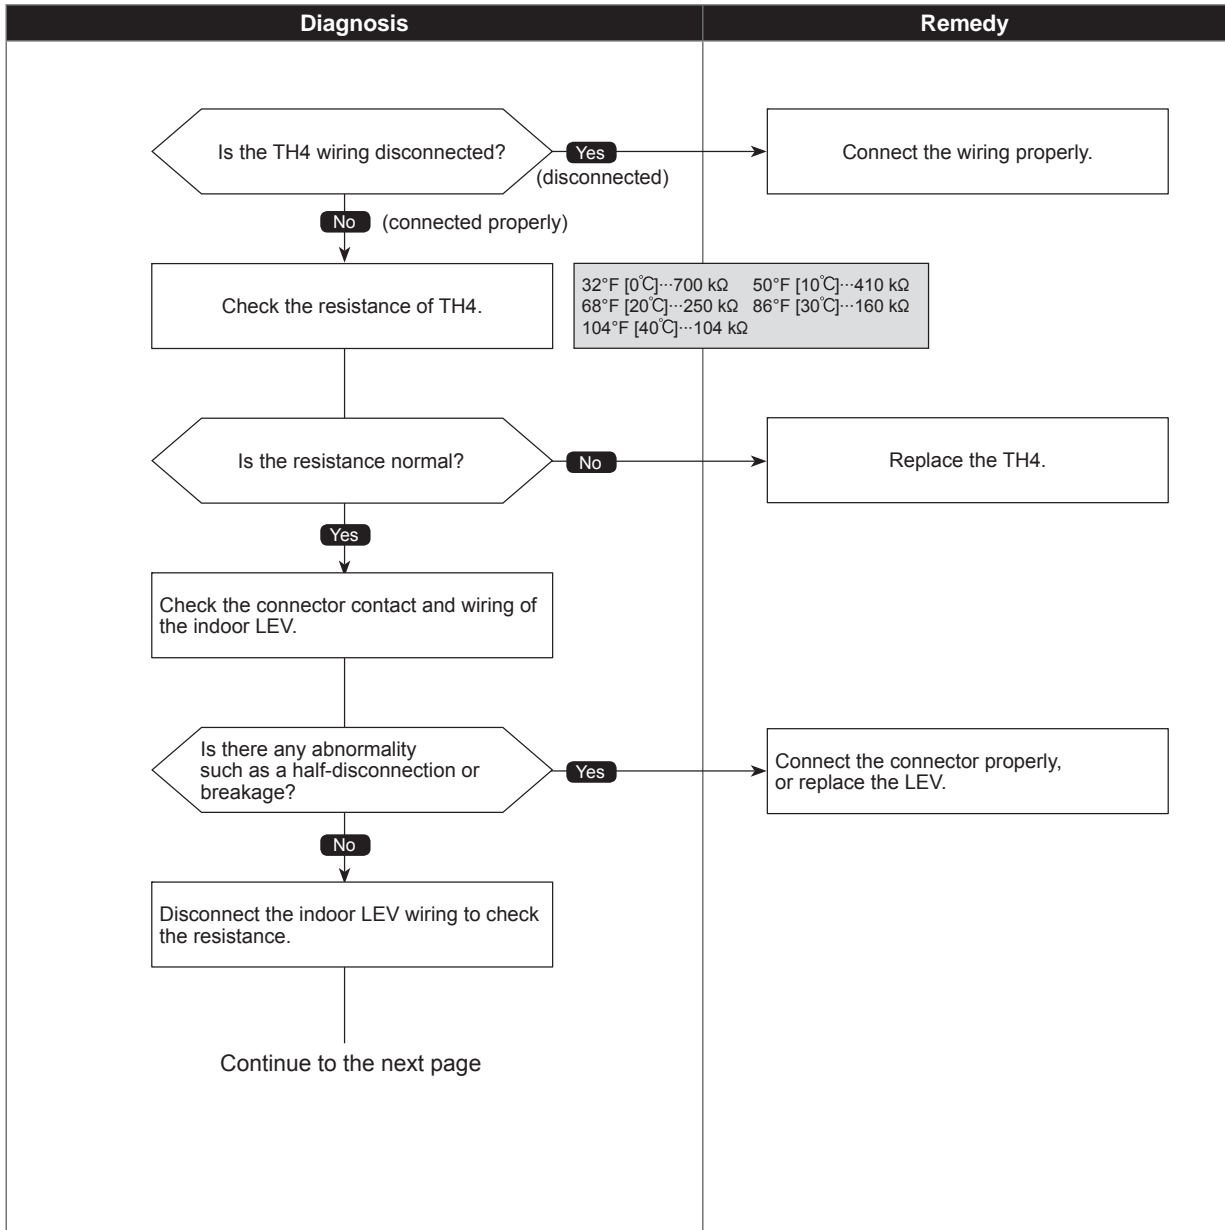 Diagnosis
Remedy
Is the TH4 wiring disconnected?
Yes
(disconnected)
Connect the wiring properly.
No
(connected properly)
Check the resistance of TH4.
32°F [0℃]···700 kΩ 50°F [10℃]···410 kΩ
68°F [20℃]···250 kΩ 86°F [30℃]···160 kΩ
104°F [40℃]···104 kΩ
Is the resistance normal?
No
Replace the TH4.
Yes
Check the connector contact and wiring of
the indoor LEV.
Is there any abnormality
such as a half-disconnection or
breakage?
Yes
Connect the connector properly,
or replace the LEV.
No
Disconnect the indoor LEV wiring to check
the resistance.
Continue to the next page